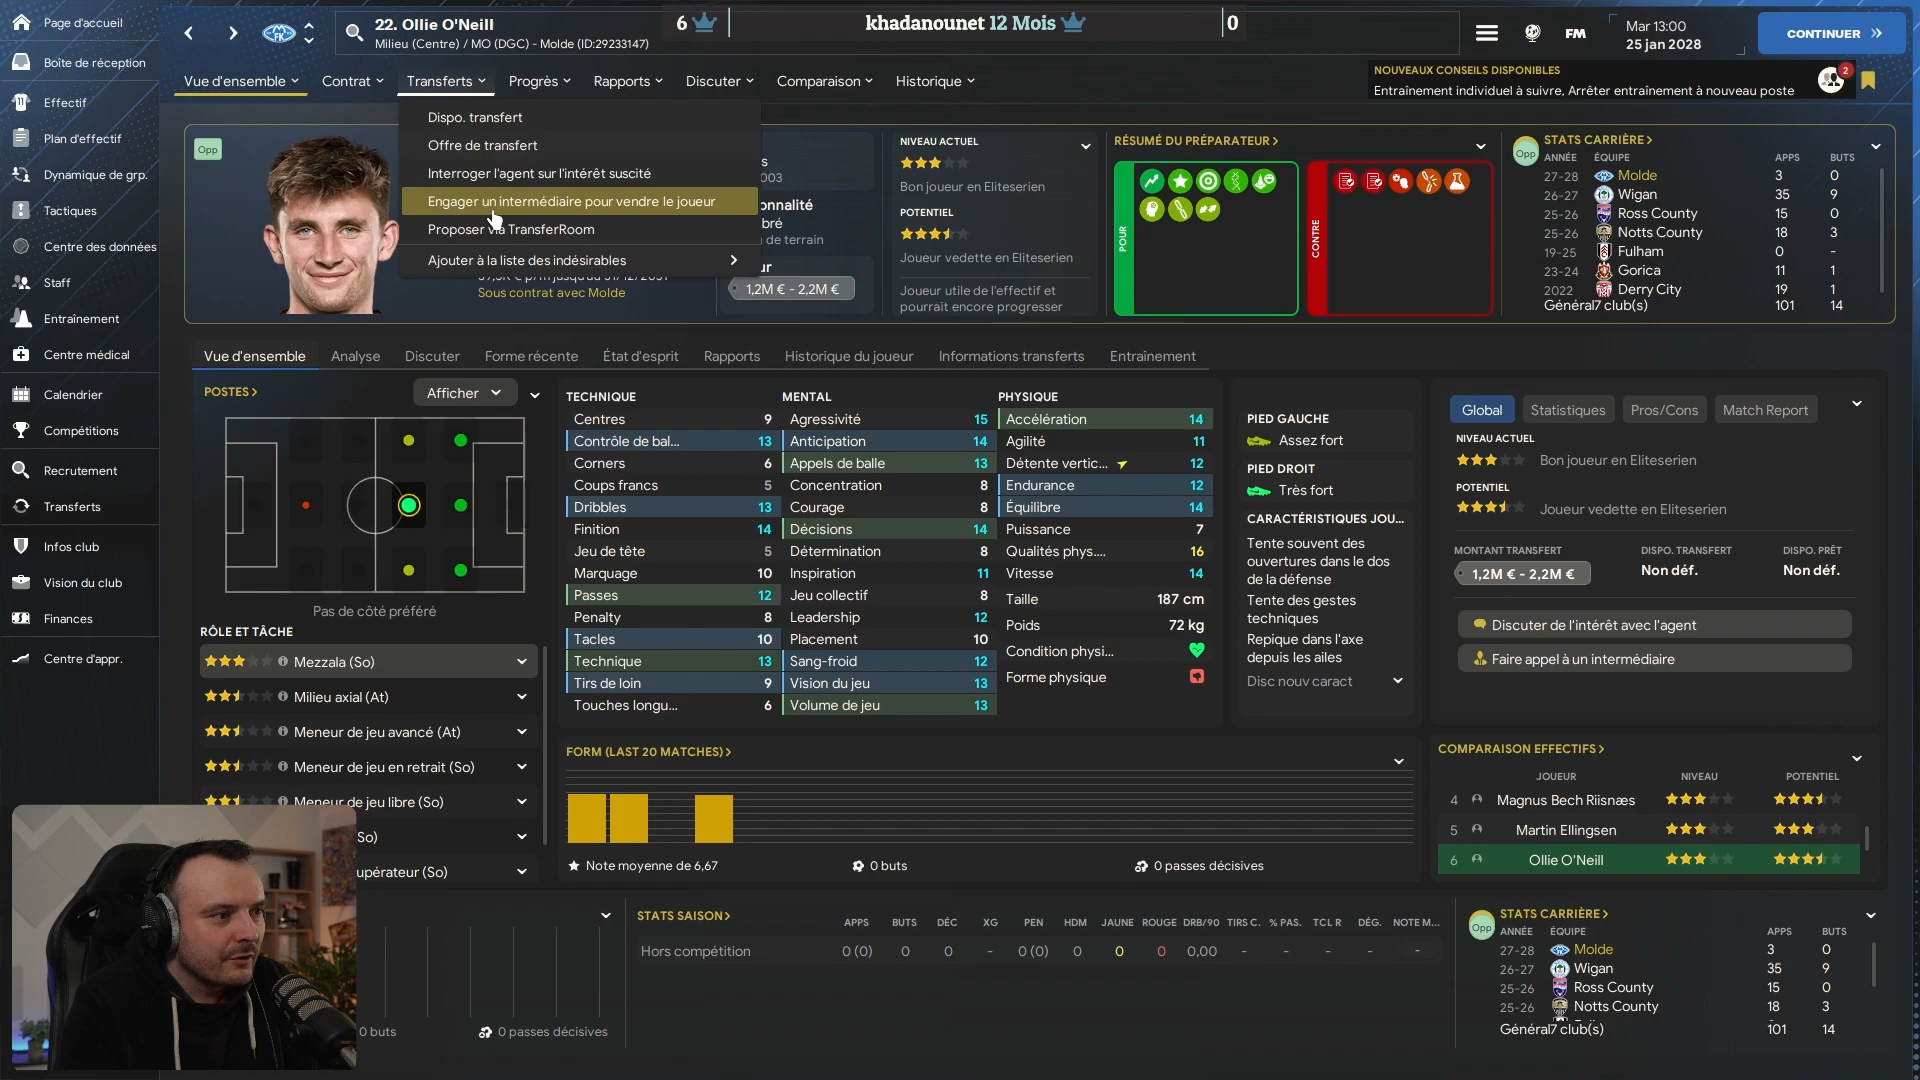 Page d'accueil
Boîte de réception
Effectif
Plan d'effectif
Dynamique de grp.
Tactiques
Centre des données
Staff
Entraînement
Centre médical
Calendrier
Compétitions
Recrutement
Transferts
Infos club
Vision du club
Finances
Centre d'appr.
22. Ollie O'Neill
Milieu (Centre) / MO (DGC) - Molde (ID:29233147)
6 khadanounet 12 Mois 0
FM
Mar 13:00
25 jan 2028
CONTINUER
Vue d'ensemble Contrat Transferts Progrès Rapports Discuter Comparaison Historique
NOUVEAUX CONSEILS DISPONIBLES
Entraînement individuel à suivre, Arrêter entraînement à nouveau poste
2
Dispo. transfert
Offre de transfert
Interroger l'agent sur l'intérêt suscité
Engager un intermédiaire pour vendre le joueur
Proposer via TransferRoom
Ajouter à la liste des indésirables
Opp
Sous contrat avec Molde
1,2M € - 2,2M €
NIVEAU ACTUEL
Bon joueur en Eliteserien
POTENTIEL
Joueur vedette en Eliteserien
Joueur utile de l'effectif et
pourrait encore progresser
RÉSUMÉ DU PRÉPARATEUR
POUR
CONTRE
Opp
STATS CARRIÈRE
ANNÉE ÉQUIPE APPS BUTS
27-28 Molde 3 0
26-27 Wigan 35 9
25-26 Ross County 15 0
25-26 Notts County 18 3
19-25 Fulham 0 -
23-24 Gorica 11 1
2022 Derry City 19 1
Général7 club(s) 101 14
Vue d'ensemble Analyse Discuter Forme récente État d'esprit Rapports Historique du joueur Informations transferts Entraînement
POSTES
Afficher
Pas de côté préféré
RÔLE ET TÂCHE
Mezzala (So)
Milieu axial (At)
Meneur de jeu avancé (At)
Meneur de jeu en retrait (So)
Meneur de jeu libre (So)
(So)
upérateur (So)
TECHNIQUE
Centres 9
Contrôle de bal... 13
Corners 6
Coups francs 5
Dribbles 13
Finition 14
Jeu de tête 5
Marquage 10
Passes 12
Penalty 8
Tacles 10
Technique 13
Tirs de loin 9
Touches longu... 6
MENTAL
Agressivité 15
Anticipation 14
Appels de balle 13
Concentration 8
Courage 8
Décisions 14
Détermination 8
Inspiration 11
Jeu collectif 8
Leadership 12
Placement 10
Sang-froid 12
Vision du jeu 13
Volume de jeu 13
PHYSIQUE
Accélération 14
Agilité 11
Détente vertic... 12
Endurance 12
Équilibre 14
Puissance 7
Qualités phys.... 16
Vitesse 14
Taille 187 cm
Poids 72 kg
Condition physi...
Forme physique
PIED GAUCHE
Assez fort
PIED DROIT
Très fort
CARACTÉRISTIQUES JOU...
Tente souvent des
ouvertures dans le dos
de la défense
Tente des gestes
techniques
Repique dans l'axe
depuis les ailes
Disc nouv caract
Global Statistiques Pros/Cons Match Report
NIVEAU ACTUEL
Bon joueur en Eliteserien
POTENTIEL
Joueur vedette en Eliteserien
MONTANT TRANSFERT DISPO. TRANSFERT DISPO. PRÊT
1,2M € - 2,2M € Non déf. Non déf.
Discuter de l'intérêt avec l'agent
Faire appel à un intermédiaire
FORM (LAST 20 MATCHES)
Note moyenne de 6,67 0 buts 0 passes décisives
COMPARAISON EFFECTIFS
JOUEUR NIVEAU POTENTIEL
4 Magnus Bech Riisnæs
5 Martin Ellingsen
6 Ollie O'Neill
0 buts 0 passes décisives
STATS SAISON
APPS BUTS DÉC XG PEN HDM JAUNE ROUGE DRB/90 TIRS C. % PAS. TCL R DÉG. NOTE M...
Hors compétition 0 (0) 0 0 - 0 (0) 0 0 0 0,00 - - - - -
Opp
STATS CARRIÈRE
ANNÉE ÉQUIPE APPS BUTS
27-28 Molde 3 0
26-27 Wigan 35 9
25-26 Ross County 15 0
25-26 Notts County 18 3
Général7 club(s) 101 14